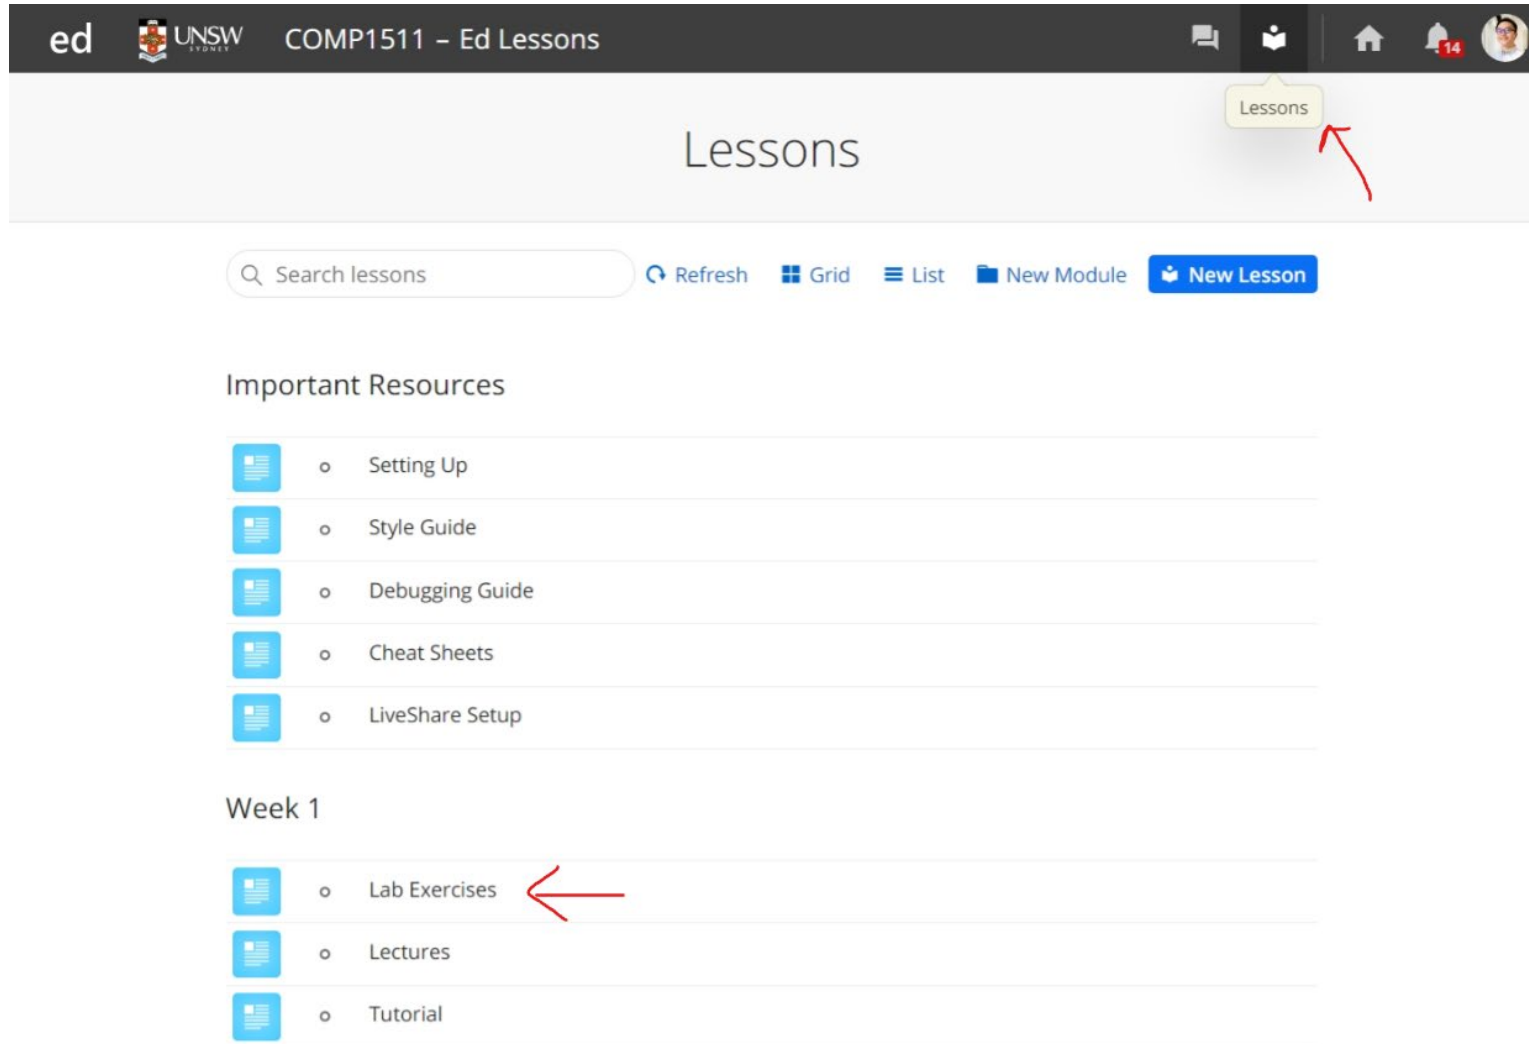 ed UNSW SYDNEY COMP1511 – Ed Lessons 14
Lessons
Lessons
Search lessons Refresh Grid List New Module New Lesson
Important Resources
Setting Up
Style Guide
Debugging Guide
Cheat Sheets
LiveShare Setup
Week 1
Lab Exercises
Lectures
Tutorial